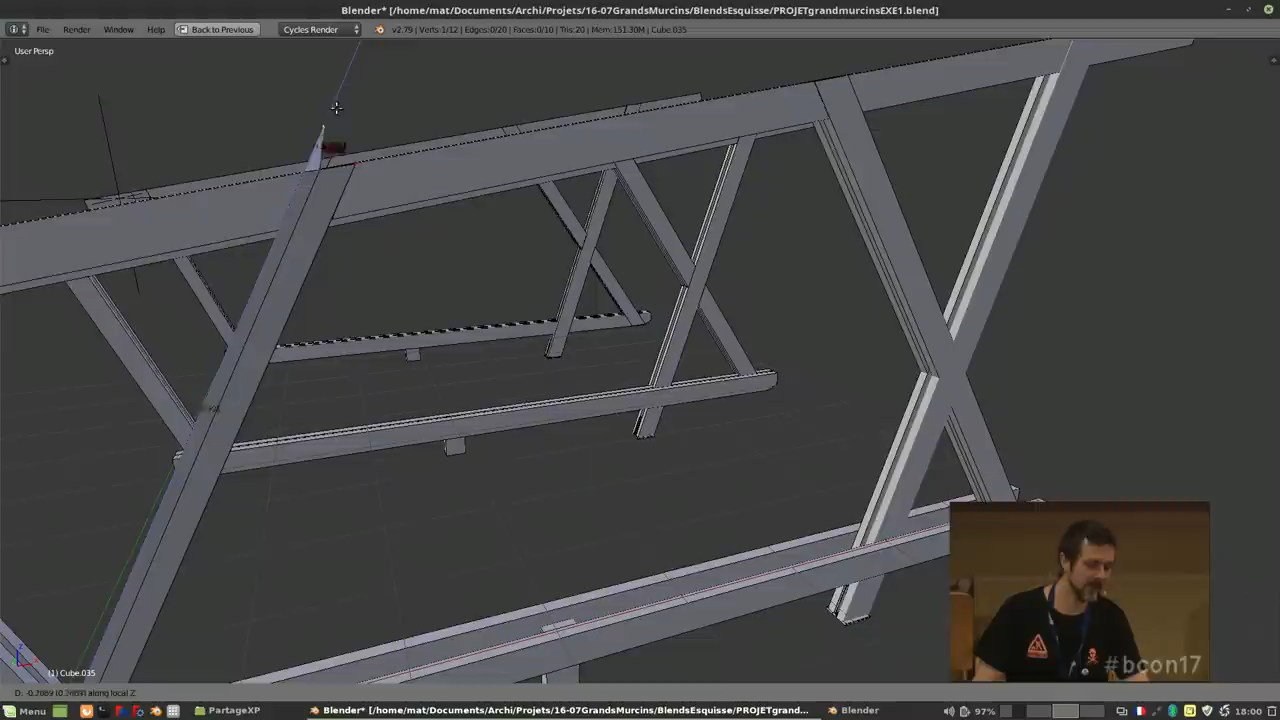 Blender* [/home/mat/Documents/Archi/Projets/16-07GrandsMurcins/BlendsEsquisse/PROJETgrandmurcinsEXE1.blend]
File Render Window Help Back to Previous Cycles Render v2.79 | Verts:1/12 | Edges:0/20 | Faces:0/10 | Tris:20 | Mem:151.30M | Cube.035
User Persp
#bcon17
(1) Cube.035
along local Z
Menu PartageXP Blender* [/home/mat/Documents/Archi/Projets/16-07GrandsMurcins/BlendsEsquisse/PROJETgrandm... Blender 97% 18:00